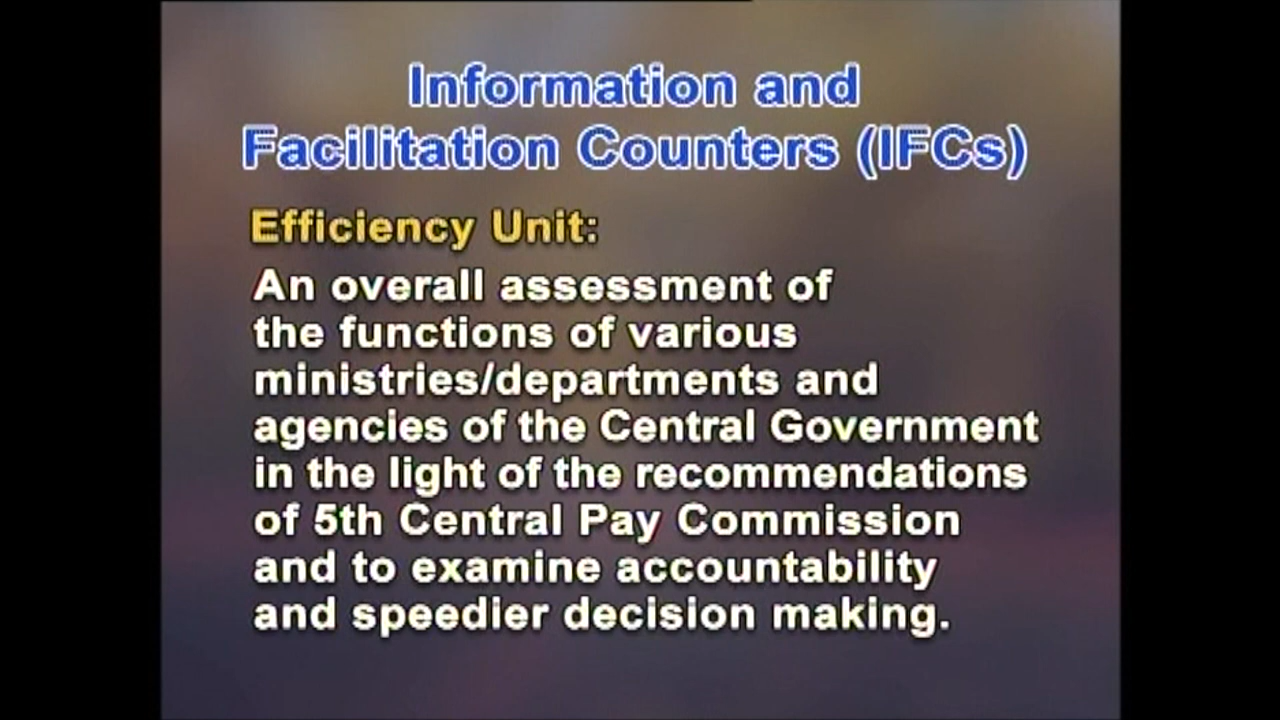 Information and
Facilitation Counters (IFCs)
Efficiency Unit:
An overall assessment of
the functions of various
ministries/departments and
agencies of the Central Government
in the light of the recommendations
of 5th Central Pay Commission
and to examine accountability
and speedier decision making.